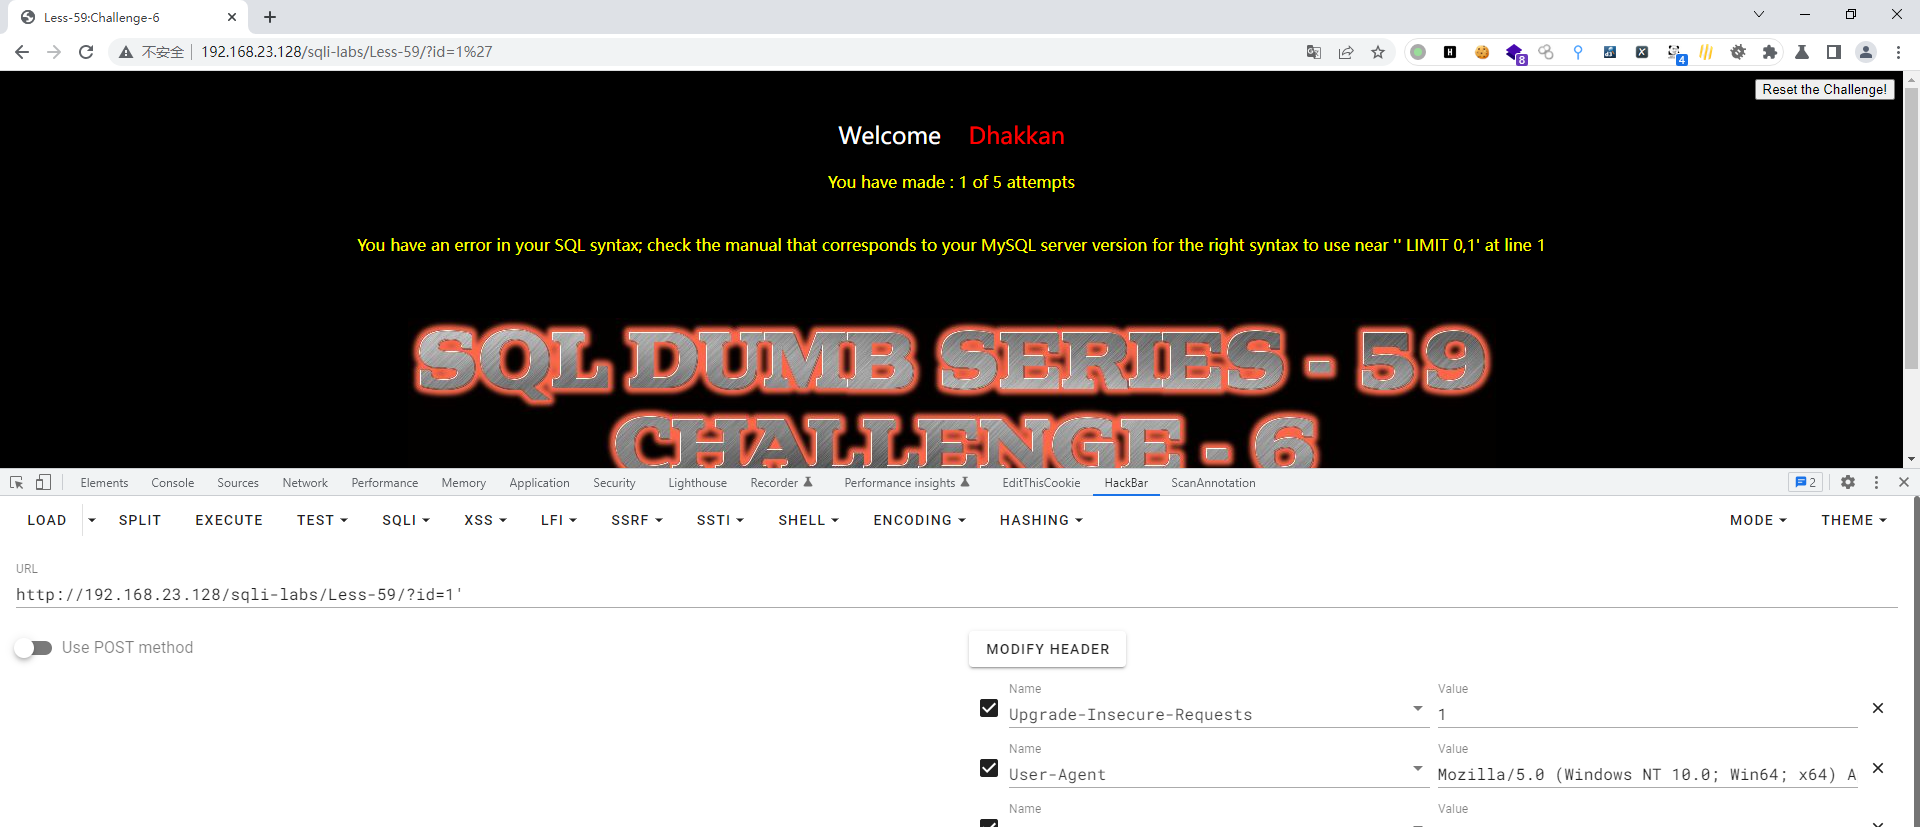 Less-59:Challenge-6
不安全 192.168.23.128/sqli-labs/Less-59/?id=1%27
8
4
Reset the Challenge!
Welcome Dhakkan
You have made : 1 of 5 attempts
You have an error in your SQL syntax; check the manual that corresponds to your MySQL server version for the right syntax to use near '' LIMIT 0,1' at line 1
SQL DUMB SERIES - 59
CHALLENGE - 6
Elements Console Sources Network Performance Memory Application Security Lighthouse Recorder Performance insights EditThisCookie HackBar ScanAnnotation 2
LOAD SPLIT EXECUTE TEST SQLI XSS LFI SSRF SSTI SHELL ENCODING HASHING MODE THEME
URL
http://192.168.23.128/sqli-labs/Less-59/?id=1'
Use POST method
MODIFY HEADER
Name Value
Upgrade-Insecure-Requests 1
Name Value
User-Agent Mozilla/5.0 (Windows NT 10.0; Win64; x64) A
Name Value